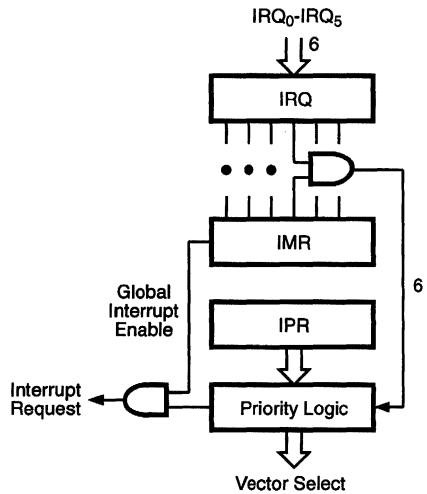 IRQ₀-IRQ₅
6
IRQ
IMR
Global
Interrupt
Enable
6
IPR
Interrupt
Request
Priority Logic
Vector Select